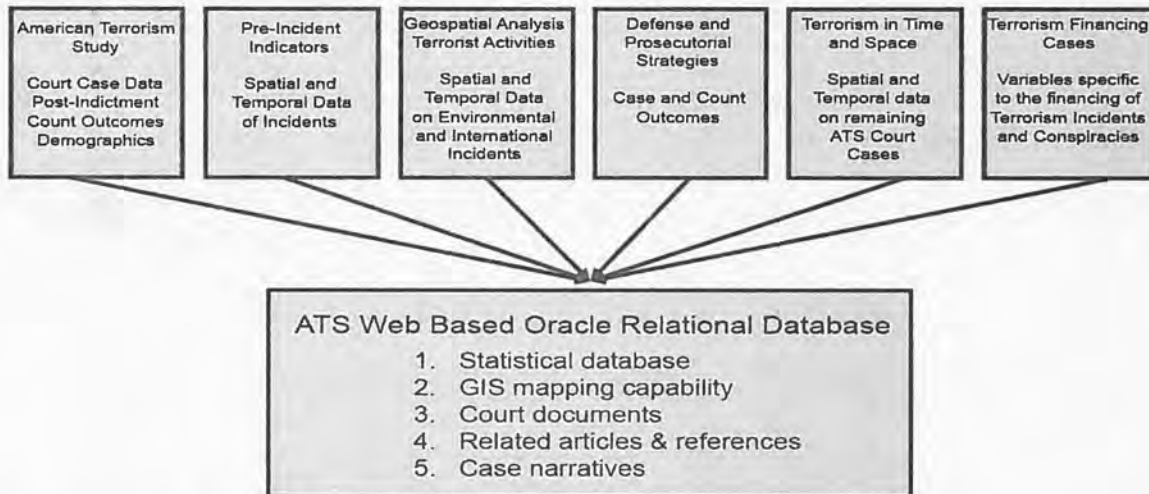 American Terrorism
Study
Court Case Data
Post-Indictment
Count Outcomes
Demographics
Pre-Incident
Indicators
Spatial and
Temporal Data
of Incidents
Geospatial Analysis
Terrorist Activities
Spatial and
Temporal Data
on Environmental
and International
Incidents
Defense and
Prosecutorial
Strategies
Case and Count
Outcomes
Terrorism in Time
and Space
Spatial and
Temporal data
on remaining
ATS Court
Cases
Terrorism Financing
Cases
Variables specific
to the financing of
Terrorism Incidents
and Conspiracies
ATS Web Based Oracle Relational Database
1. Statistical database
2. GIS mapping capability
3. Court documents
4. Related articles & references
5. Case narratives